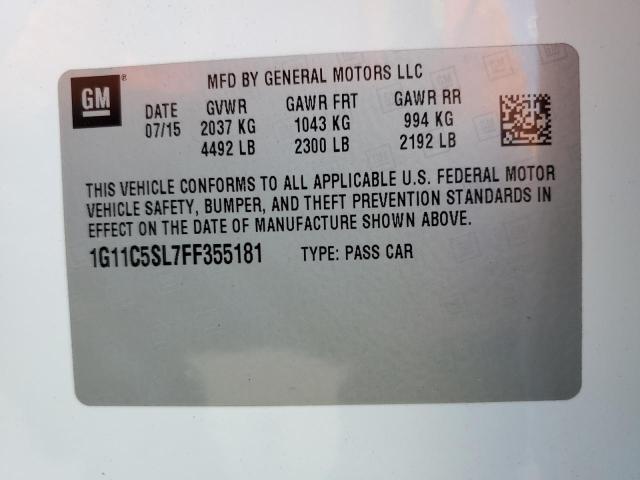 GM ®
MFD BY GENERAL MOTORS LLC
DATE GVWR GAWR FRT GAWR RR
07/15 2037 KG 1043 KG 994 KG
4492 LB 2300 LB 2192 LB
THIS VEHICLE CONFORMS TO ALL APPLICABLE U.S. FEDERAL MOTOR
VEHICLE SAFETY, BUMPER, AND THEFT PREVENTION STANDARDS IN
EFFECT ON THE DATE OF MANUFACTURE SHOWN ABOVE.
1G11C5SL7FF355181 TYPE: PASS CAR